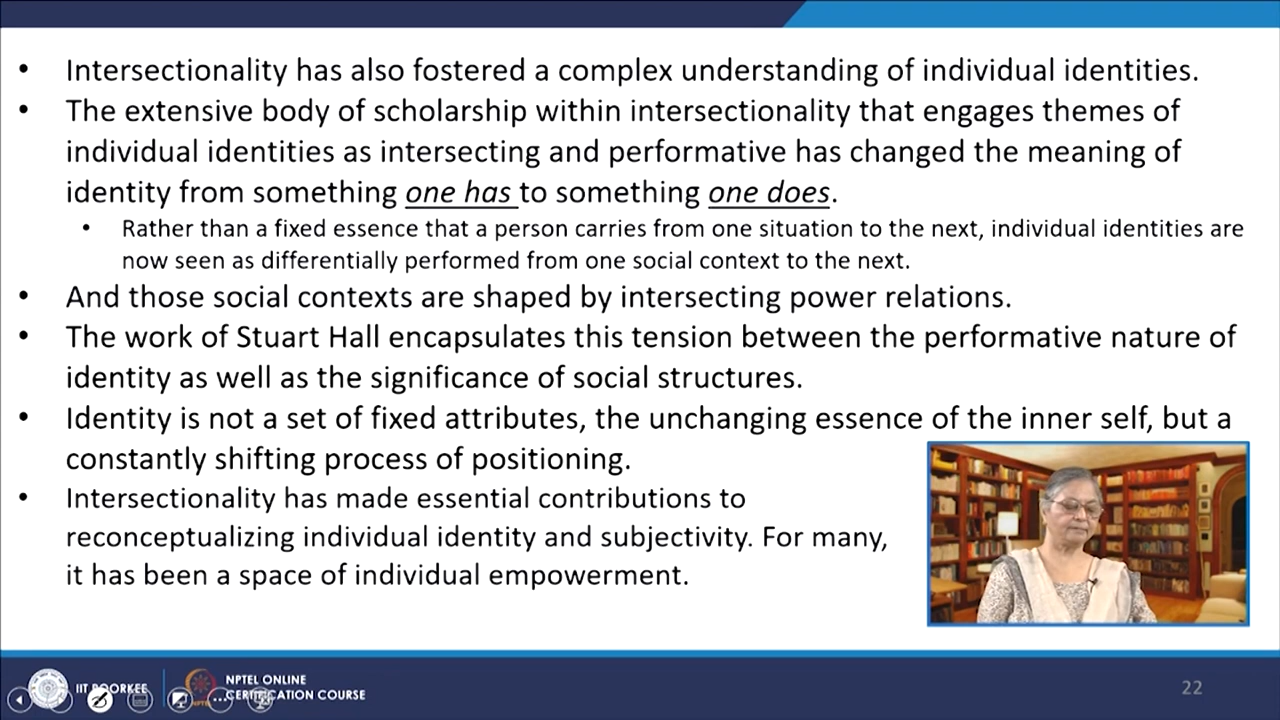 • Intersectionality has also fostered a complex understanding of individual identities.
• The extensive body of scholarship within intersectionality that engages themes of
individual identities as intersecting and performative has changed the meaning of
identity from something one has to something one does.
• Rather than a fixed essence that a person carries from one situation to the next, individual identities are
now seen as differentially performed from one social context to the next.
• And those social contexts are shaped by intersecting power relations.
• The work of Stuart Hall encapsulates this tension between the performative nature of
identity as well as the significance of social structures.
• Identity is not a set of fixed attributes, the unchanging essence of the inner self, but a
constantly shifting process of positioning.
• Intersectionality has made essential contributions to
reconceptualizing individual identity and subjectivity. For many,
it has been a space of individual empowerment.
IIT ROORKEE
NPTEL ONLINE
CERTIFICATION COURSE
22